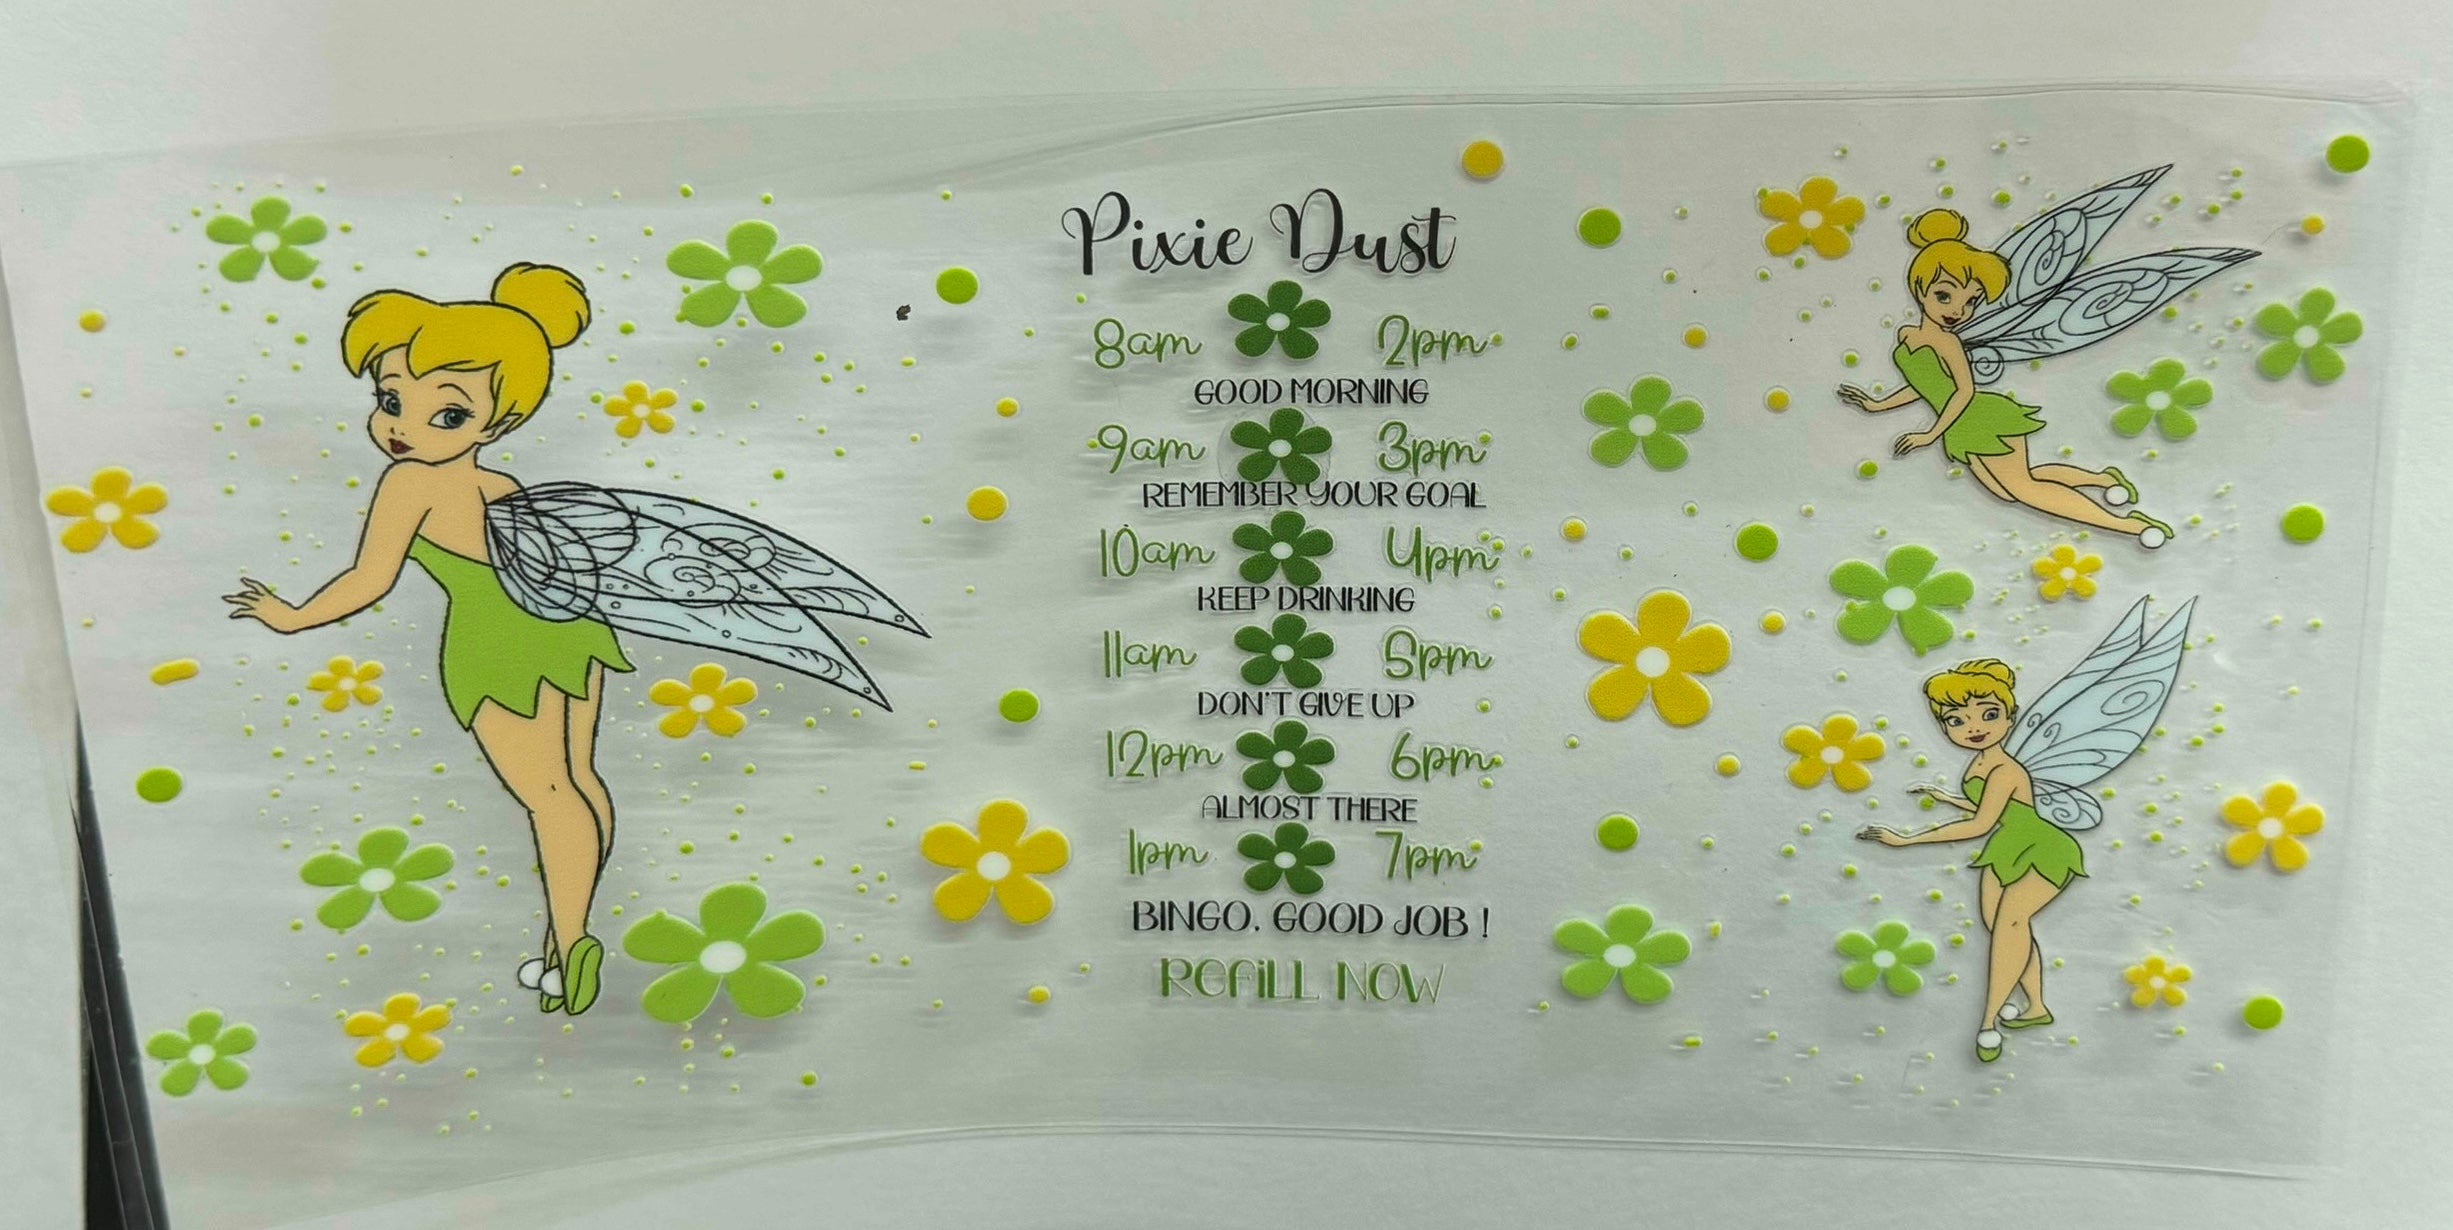 Pixie Dust
8am 2pm
GOOD MORNING
9am 3pm
REMEMBER YOUR GOAL
10am 4pm
KEEP DRINKING
11am 5pm
DON'T GIVE UP
12pm 6pm
ALMOST THERE
1pm 7pm
BINGO. GOOD JOB !
REFiLL NOW